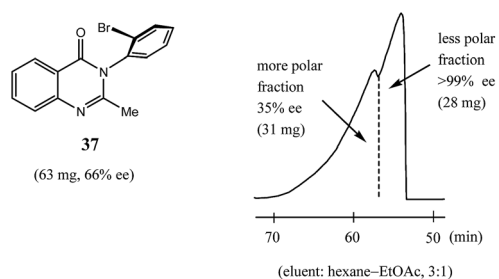 Br
O
N
N
Me
37
(63 mg, 66% ee)
more polar
fraction
35% ee
(31 mg)
less polar
fraction
>99% ee
(28 mg)
70 60 50 (min)
(eluent: hexane–EtOAc, 3:1)